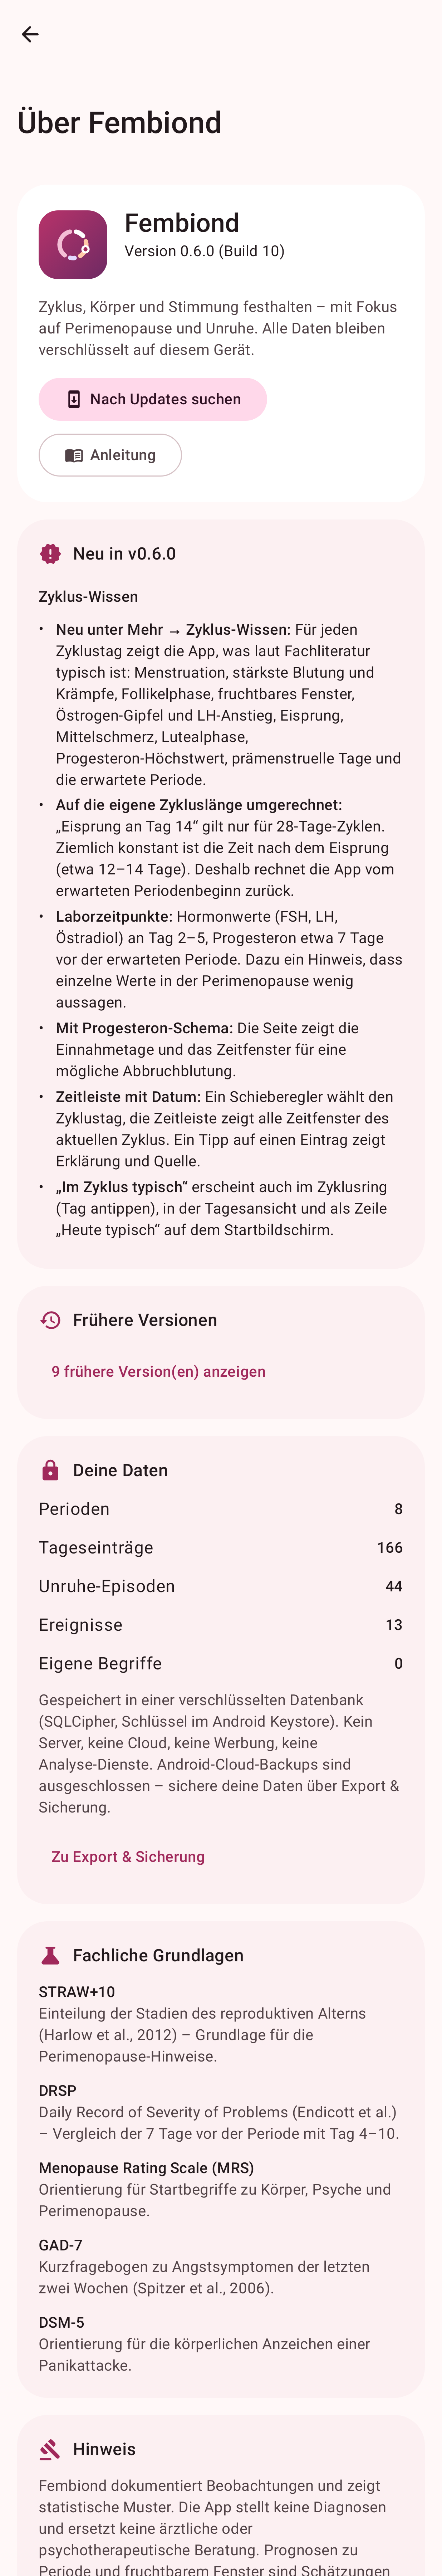 Über Fembiond
Fembiond
Version 0.6.0 (Build 10)
Zyklus, Körper und Stimmung festhalten – mit Fokus
auf Perimenopause und Unruhe. Alle Daten bleiben
verschlüsselt auf diesem Gerät.
Nach Updates suchen
Anleitung
Neu in v0.6.0
Zyklus-Wissen
• Neu unter Mehr → Zyklus-Wissen: Für jeden
Zyklustag zeigt die App, was laut Fachliteratur
typisch ist: Menstruation, stärkste Blutung und
Krämpfe, Follikelphase, fruchtbares Fenster,
Östrogen-Gipfel und LH-Anstieg, Eisprung,
Mittelschmerz, Lutealphase,
Progesteron-Höchstwert, prämenstruelle Tage und
die erwartete Periode.
• Auf die eigene Zykluslänge umgerechnet:
„Eisprung an Tag 14“ gilt nur für 28-Tage-Zyklen.
Ziemlich konstant ist die Zeit nach dem Eisprung
(etwa 12–14 Tage). Deshalb rechnet die App vom
erwarteten Periodenbeginn zurück.
• Laborzeitpunkte: Hormonwerte (FSH, LH,
Östradiol) an Tag 2–5, Progesteron etwa 7 Tage
vor der erwarteten Periode. Dazu ein Hinweis, dass
einzelne Werte in der Perimenopause wenig
aussagen.
• Mit Progesteron-Schema: Die Seite zeigt die
Einnahmetage und das Zeitfenster für eine
mögliche Abbruchblutung.
• Zeitleiste mit Datum: Ein Schieberegler wählt den
Zyklustag, die Zeitleiste zeigt alle Zeitfenster des
aktuellen Zyklus. Ein Tipp auf einen Eintrag zeigt
Erklärung und Quelle.
• „Im Zyklus typisch“ erscheint auch im Zyklusring
(Tag antippen), in der Tagesansicht und als Zeile
„Heute typisch“ auf dem Startbildschirm.
Frühere Versionen
9 frühere Version(en) anzeigen
Deine Daten
Perioden 8
Tageseinträge 166
Unruhe-Episoden 44
Ereignisse 13
Eigene Begriffe 0
Gespeichert in einer verschlüsselten Datenbank
(SQLCipher, Schlüssel im Android Keystore). Kein
Server, keine Cloud, keine Werbung, keine
Analyse-Dienste. Android-Cloud-Backups sind
ausgeschlossen – sichere deine Daten über Export &
Sicherung.
Zu Export & Sicherung
Fachliche Grundlagen
STRAW+10
Einteilung der Stadien des reproduktiven Alterns
(Harlow et al., 2012) – Grundlage für die
Perimenopause-Hinweise.
DRSP
Daily Record of Severity of Problems (Endicott et al.)
– Vergleich der 7 Tage vor der Periode mit Tag 4–10.
Menopause Rating Scale (MRS)
Orientierung für Startbegriffe zu Körper, Psyche und
Perimenopause.
GAD-7
Kurzfragebogen zu Angstsymptomen der letzten
zwei Wochen (Spitzer et al., 2006).
DSM-5
Orientierung für die körperlichen Anzeichen einer
Panikattacke.
Hinweis
Fembiond dokumentiert Beobachtungen und zeigt
statistische Muster. Die App stellt keine Diagnosen
und ersetzt keine ärztliche oder
psychotherapeutische Beratung. Prognosen zu
Periode und fruchtbarem Fenster sind Schätzungen